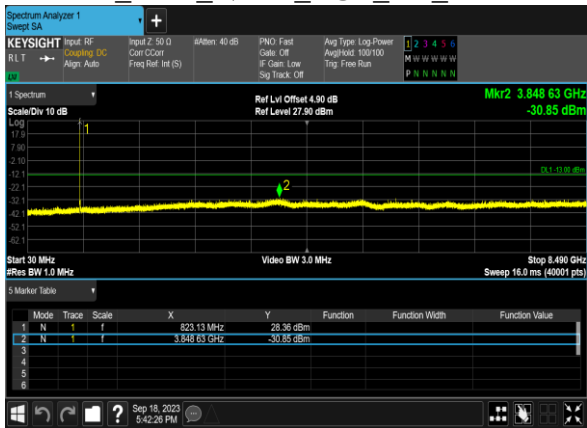 Spectrum Analyzer 1
Swept SA
KEYSIGHT Input: RF Input Z: 50 Ω #Atten: 40 dB PNO: Fast Avg Type: Log-Power 1 2 3 4 5 6
RLT Coupling: DC Corr CCorr Gate: Off Avg|Hold: 100/100 M W W W W W
Align: Auto Freq Ref: Int (S) IF Gain: Low Trig: Free Run
Sig Track: Off P N N N N N
1 Spectrum Ref Lvl Offset 4.90 dB Mkr2 3.848 63 GHz
Scale/Div 10 dB Ref Level 27.90 dBm -30.85 dBm
Log
17.9 1
7.90
-2.10
-12.1 DL1 -13.00 dBm
-22.1 2
-32.1
-42.1
-52.1
-62.1
Start 30 MHz Video BW 3.0 MHz Stop 8.490 GHz
#Res BW 1.0 MHz Sweep 16.0 ms (40001 pts)
5 Marker Table
Mode Trace Scale X Y Function Function Width Function Value
1 N 1 f 823.13 MHz 28.36 dBm
2 N 1 f 3.848 63 GHz -30.85 dBm
3
4
5
6
? Sep 18, 2023
5:42:26 PM